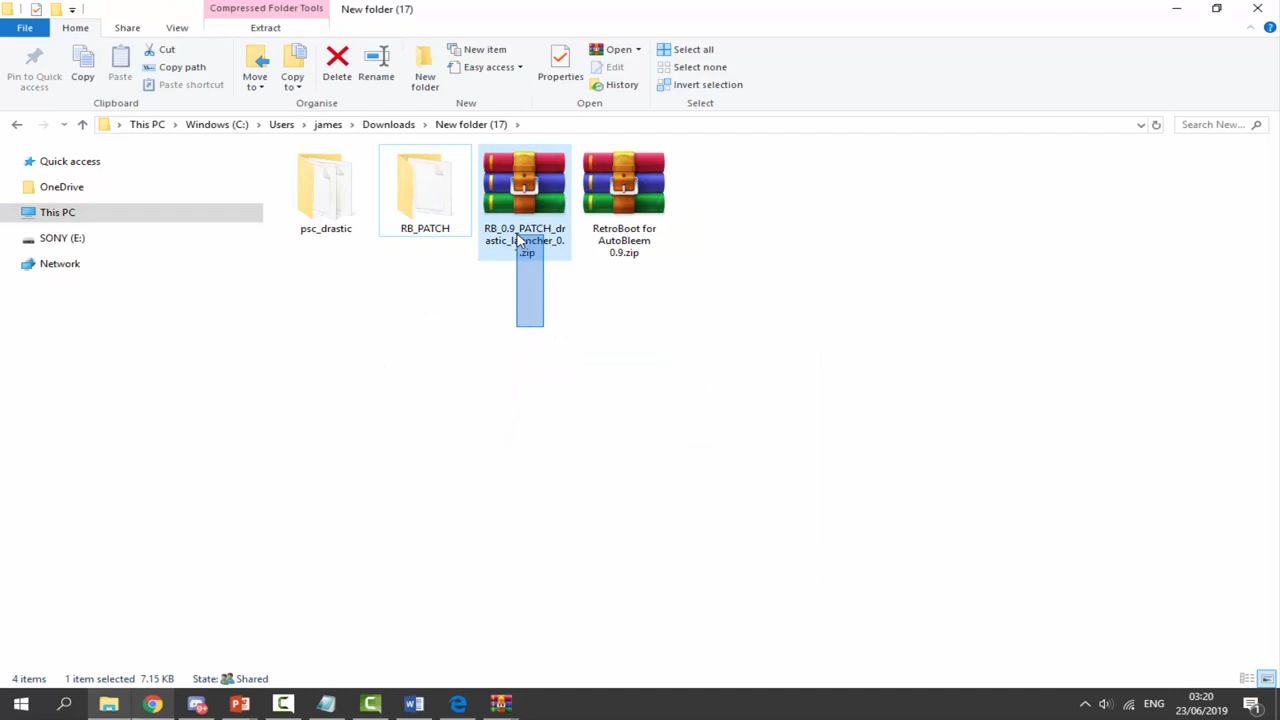 Compressed Folder Tools
New folder (17)
File
Home
Share
View
Extract
Pin to Quick
access
Copy
Paste
Cut
Copy path
Paste shortcut
Clipboard
Move
to
Copy
to
Delete
Rename
Organise
New
folder
New item
Easy access
New
Properties
Open
Edit
History
Open
Select all
Select none
Invert selection
Select
This PC
Windows (C:)
Users
james
Downloads
New folder (17)
Search New...
Quick access
OneDrive
This PC
SONY (E:)
Network
psc_drastic
RB_PATCH
RB_0.9_PATCH_dr
astic_launcher_0.
.zip
RetroBoot for
AutoBleem
0.9.zip
4 items
1 item selected 7.15 KB
State:
Shared
ENG
03:20
23/06/2019